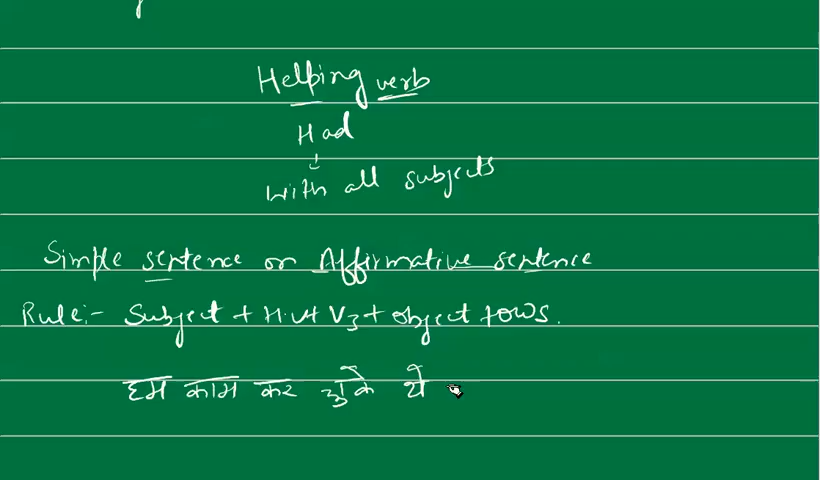 Helping verb
Had
with all subjects
Simple sentence or Affirmative sentence
Rule:- Subject + H.V+ V3 + object + ows.
हम काम कर चुके थे